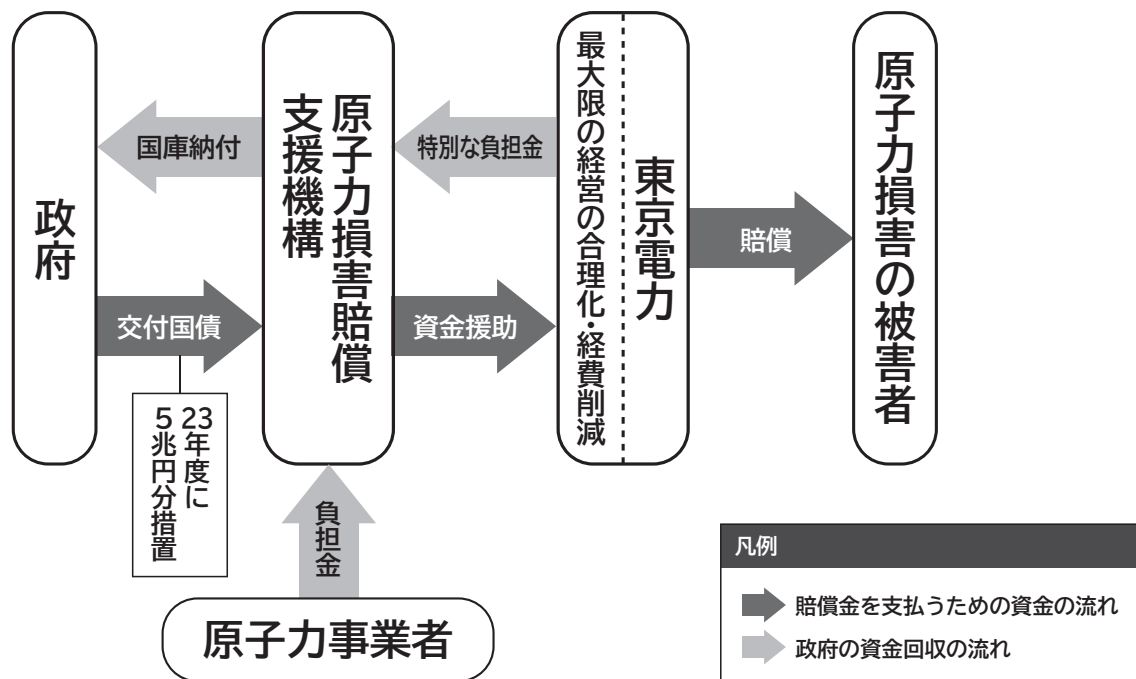 政府
国庫納付
交付国債
23年度に
5兆円分措置
原子力損害賠償
支援機構
特別な負担金
資金援助
負担金
原子力事業者
最大限の経営の合理化・経費削減
東京電力
賠償
原子力損害の被害者
凡例
賠償金を支払うための資金の流れ
政府の資金回収の流れ